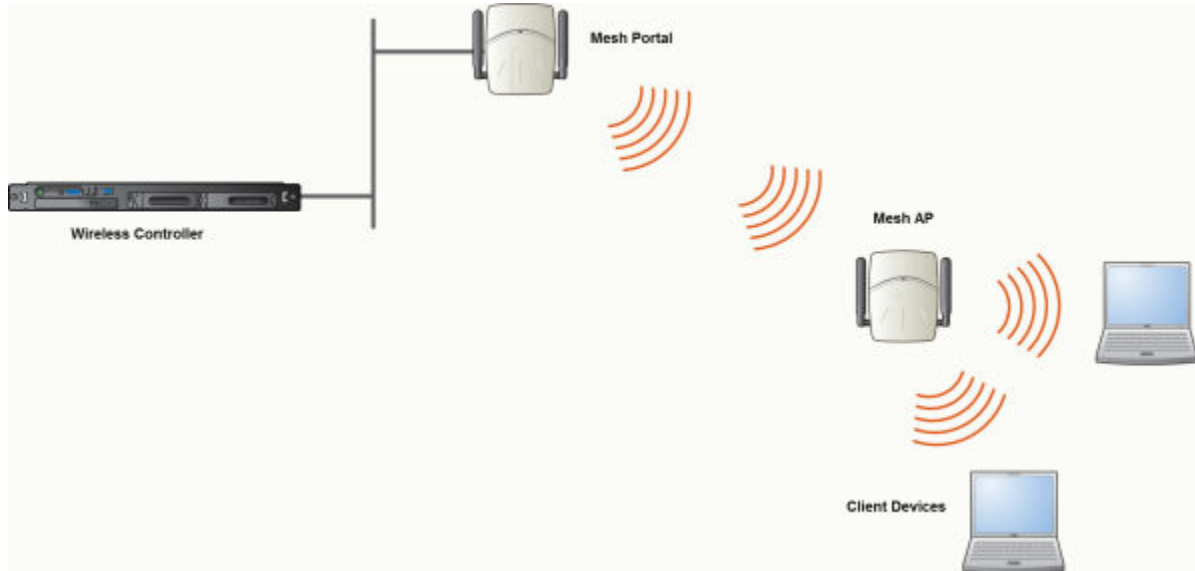 Mesh Portal
Wireless Controller
Mesh AP
Client Devices